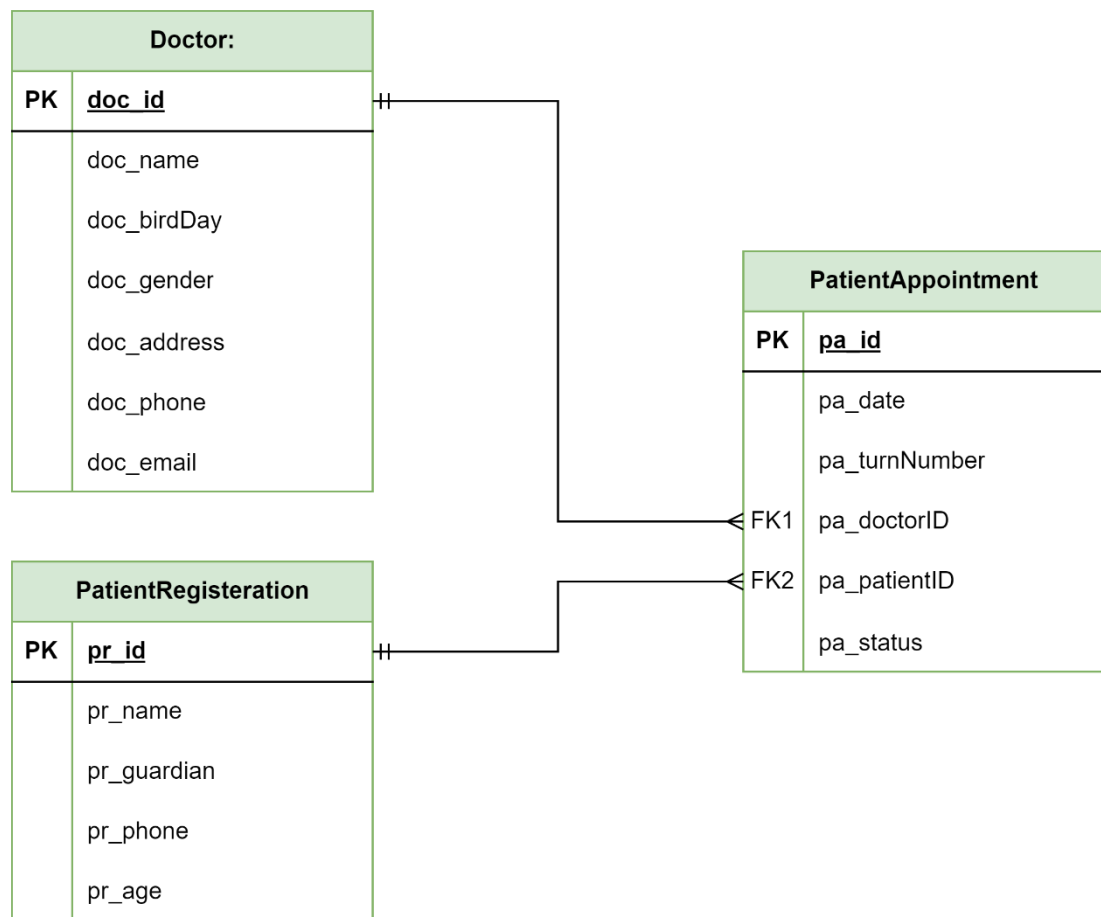 Doctor:
PK doc_id
doc_name
doc_birdDay
doc_gender
doc_address
doc_phone
doc_email
PatientAppointment
PK pa_id
pa_date
pa_turnNumber
FK1 pa_doctorID
FK2 pa_patientID
pa_status
PatientRegisteration
PK pr_id
pr_name
pr_guardian
pr_phone
pr_age